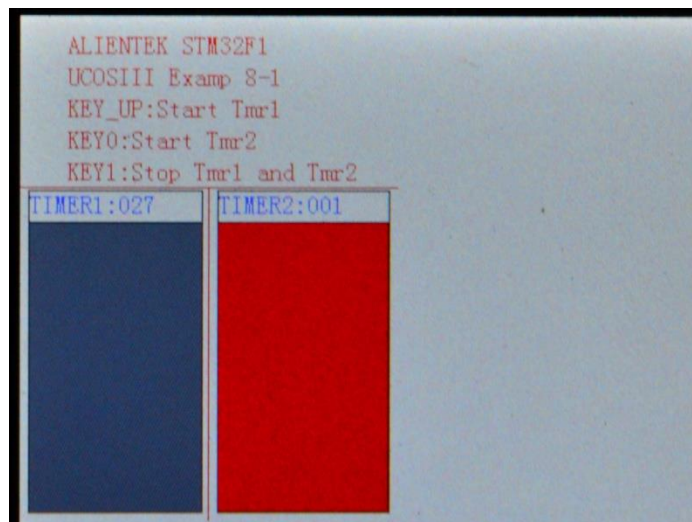 ALIENTEK STM32F1
UCOSIII Examp 8-1
KEY_UP:Start Tmr1
KEY0:Start Tmr2
KEY1:Stop Tmr1 and Tmr2
TIMER1:027
TIMER2:001